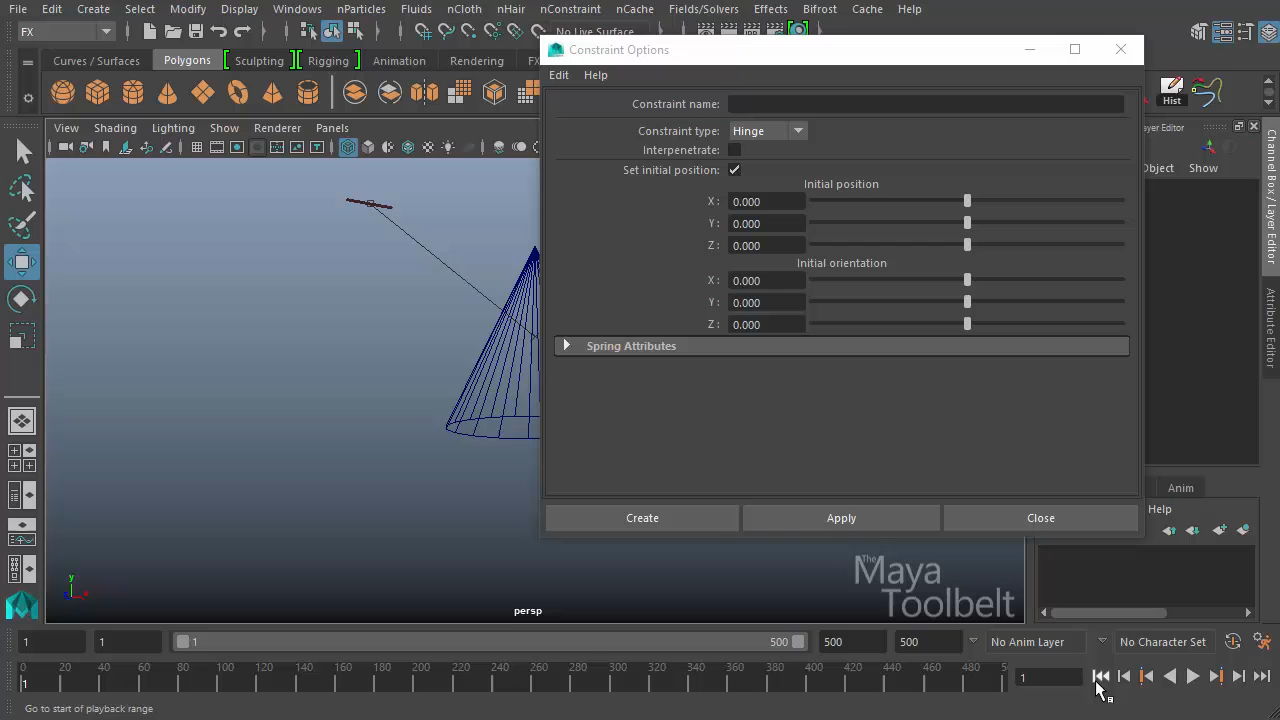 File Edit Create Select Modify Display Windows nParticles Fluids nCloth nHair nConstraint nCache Fields/Solvers Effects Bifrost Cache Help
FX No Live Surface
Constraint Options
Curves / Surfaces Polygons Sculpting Rigging Animation Rendering FX
Edit Help
Hist
Constraint name:
View Shading Lighting Show Renderer Panels
Constraint type: Hinge
Layer Editor
Interpenetrate:
Set initial position:
Object Show
Initial position
X: 0.000
Y: 0.000
Z: 0.000
Initial orientation
X: 0.000
Y: 0.000
Z: 0.000
Spring Attributes
Channel Box / Layer Editor
Attribute Editor
Anim
Help
Create Apply Close
The Maya Toolbelt
y
persp
1 1 1 500 500 500 No Anim Layer No Character Set
0 20 40 60 80 100 120 140 160 180 200 220 240 260 280 300 320 340 360 380 400 420 440 460 480 5
1 1
Go to start of playback range